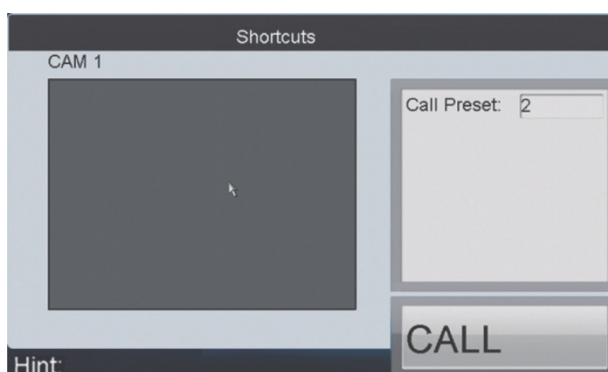 Shortcuts
CAM 1
Call Preset: 2
CALL
Hint: